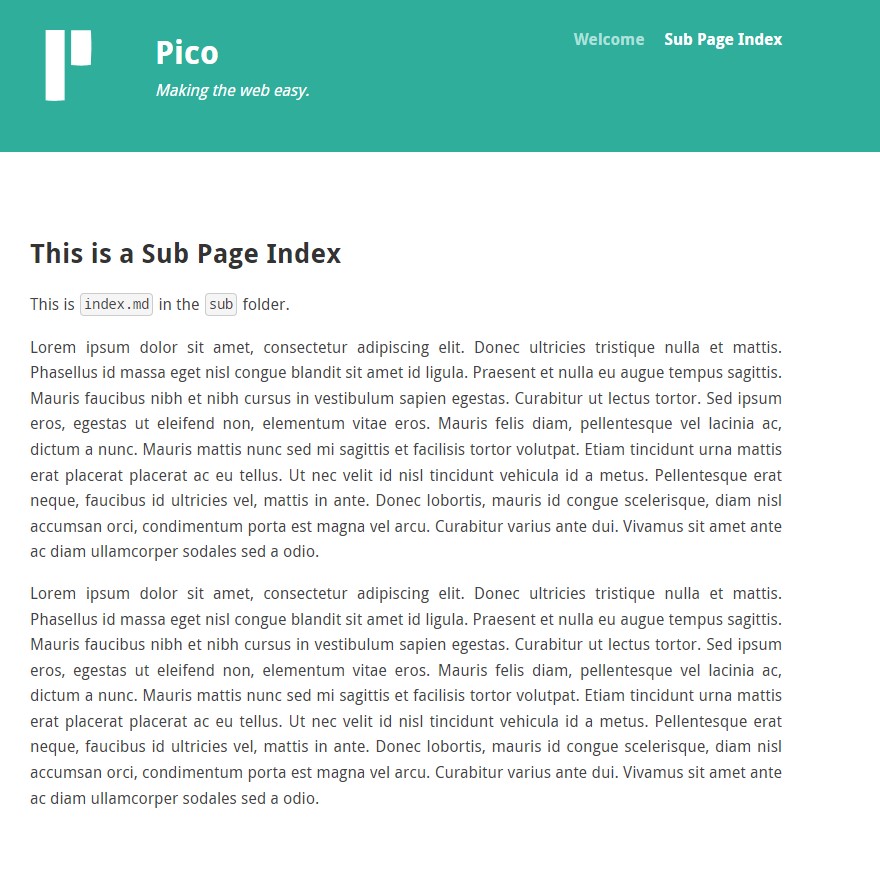 Pico
Making the web easy.
Welcome Sub Page Index
This is a Sub Page Index
This is index.md in the sub folder.
Lorem ipsum dolor sit amet, consectetur adipiscing elit. Donec ultricies tristique nulla et mattis.
Phasellus id massa eget nisl congue blandit sit amet id ligula. Praesent et nulla eu augue tempus sagittis.
Mauris faucibus nibh et nibh cursus in vestibulum sapien egestas. Curabitur ut lectus tortor. Sed ipsum
eros, egestas ut eleifend non, elementum vitae eros. Mauris felis diam, pellentesque vel lacinia ac,
dictum a nunc. Mauris mattis nunc sed mi sagittis et facilisis tortor volutpat. Etiam tincidunt urna mattis
erat placerat placerat ac eu tellus. Ut nec velit id nisl tincidunt vehicula id a metus. Pellentesque erat
neque, faucibus id ultricies vel, mattis in ante. Donec lobortis, mauris id congue scelerisque, diam nisl
accumsan orci, condimentum porta est magna vel arcu. Curabitur varius ante dui. Vivamus sit amet ante
ac diam ullamcorper sodales sed a odio.
Lorem ipsum dolor sit amet, consectetur adipiscing elit. Donec ultricies tristique nulla et mattis.
Phasellus id massa eget nisl congue blandit sit amet id ligula. Praesent et nulla eu augue tempus sagittis.
Mauris faucibus nibh et nibh cursus in vestibulum sapien egestas. Curabitur ut lectus tortor. Sed ipsum
eros, egestas ut eleifend non, elementum vitae eros. Mauris felis diam, pellentesque vel lacinia ac,
dictum a nunc. Mauris mattis nunc sed mi sagittis et facilisis tortor volutpat. Etiam tincidunt urna mattis
erat placerat placerat ac eu tellus. Ut nec velit id nisl tincidunt vehicula id a metus. Pellentesque erat
neque, faucibus id ultricies vel, mattis in ante. Donec lobortis, mauris id congue scelerisque, diam nisl
accumsan orci, condimentum porta est magna vel arcu. Curabitur varius ante dui. Vivamus sit amet ante
ac diam ullamcorper sodales sed a odio.